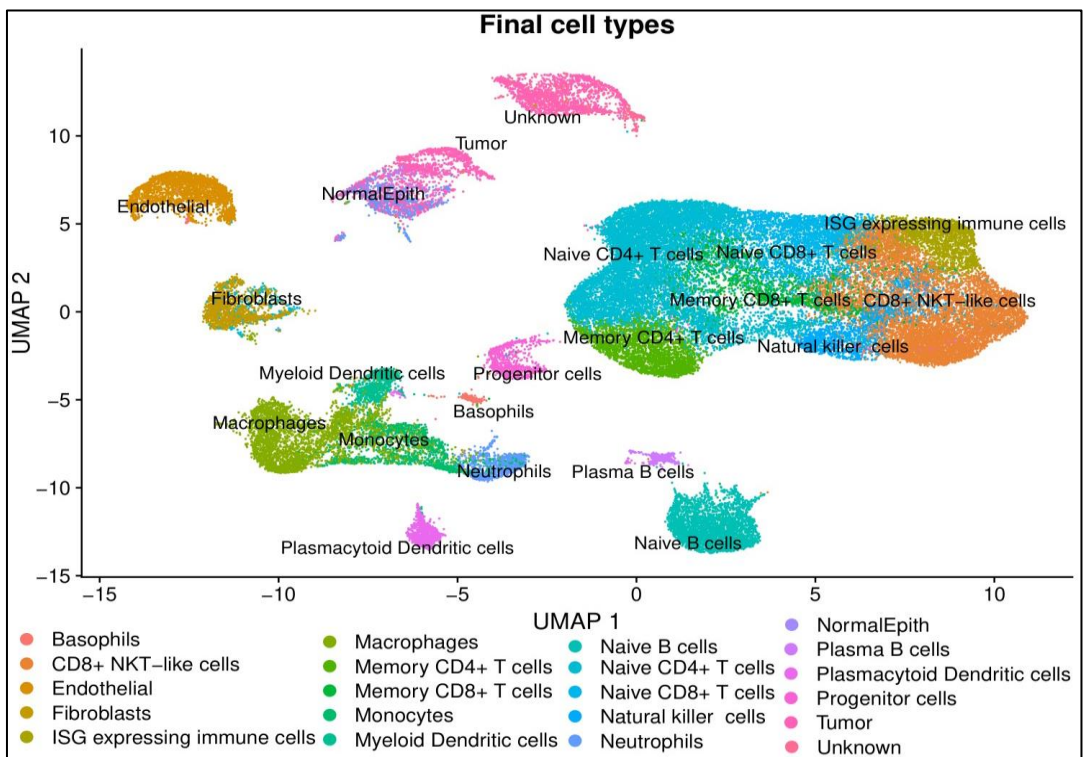 Final cell types
Unknown
Tumor
NormalEpith
Endothelial
ISG expressing immune cells
Naive CD4+ T cells
Naive CD8+ T cells
Fibroblasts
Memory CD8+ T cells
CD8+ NKT−like cells
Memory CD4+ T cells
Natural killer  cells
Myeloid Dendritic cells
Progenitor cells
Basophils
Macrophages
Monocytes
Neutrophils
Plasma B cells
Plasmacytoid Dendritic cells
Naive B cells
UMAP 2
10
5
0
−5
−10
−15
−15
−10
−5
0
5
10
UMAP 1
Basophils
CD8+ NKT−like cells
Endothelial
Fibroblasts
ISG expressing immune cells
Macrophages
Memory CD4+ T cells
Memory CD8+ T cells
Monocytes
Myeloid Dendritic cells
Naive B cells
Naive CD4+ T cells
Naive CD8+ T cells
Natural killer  cells
Neutrophils
NormalEpith
Plasma B cells
Plasmacytoid Dendritic cells
Progenitor cells
Tumor
Unknown